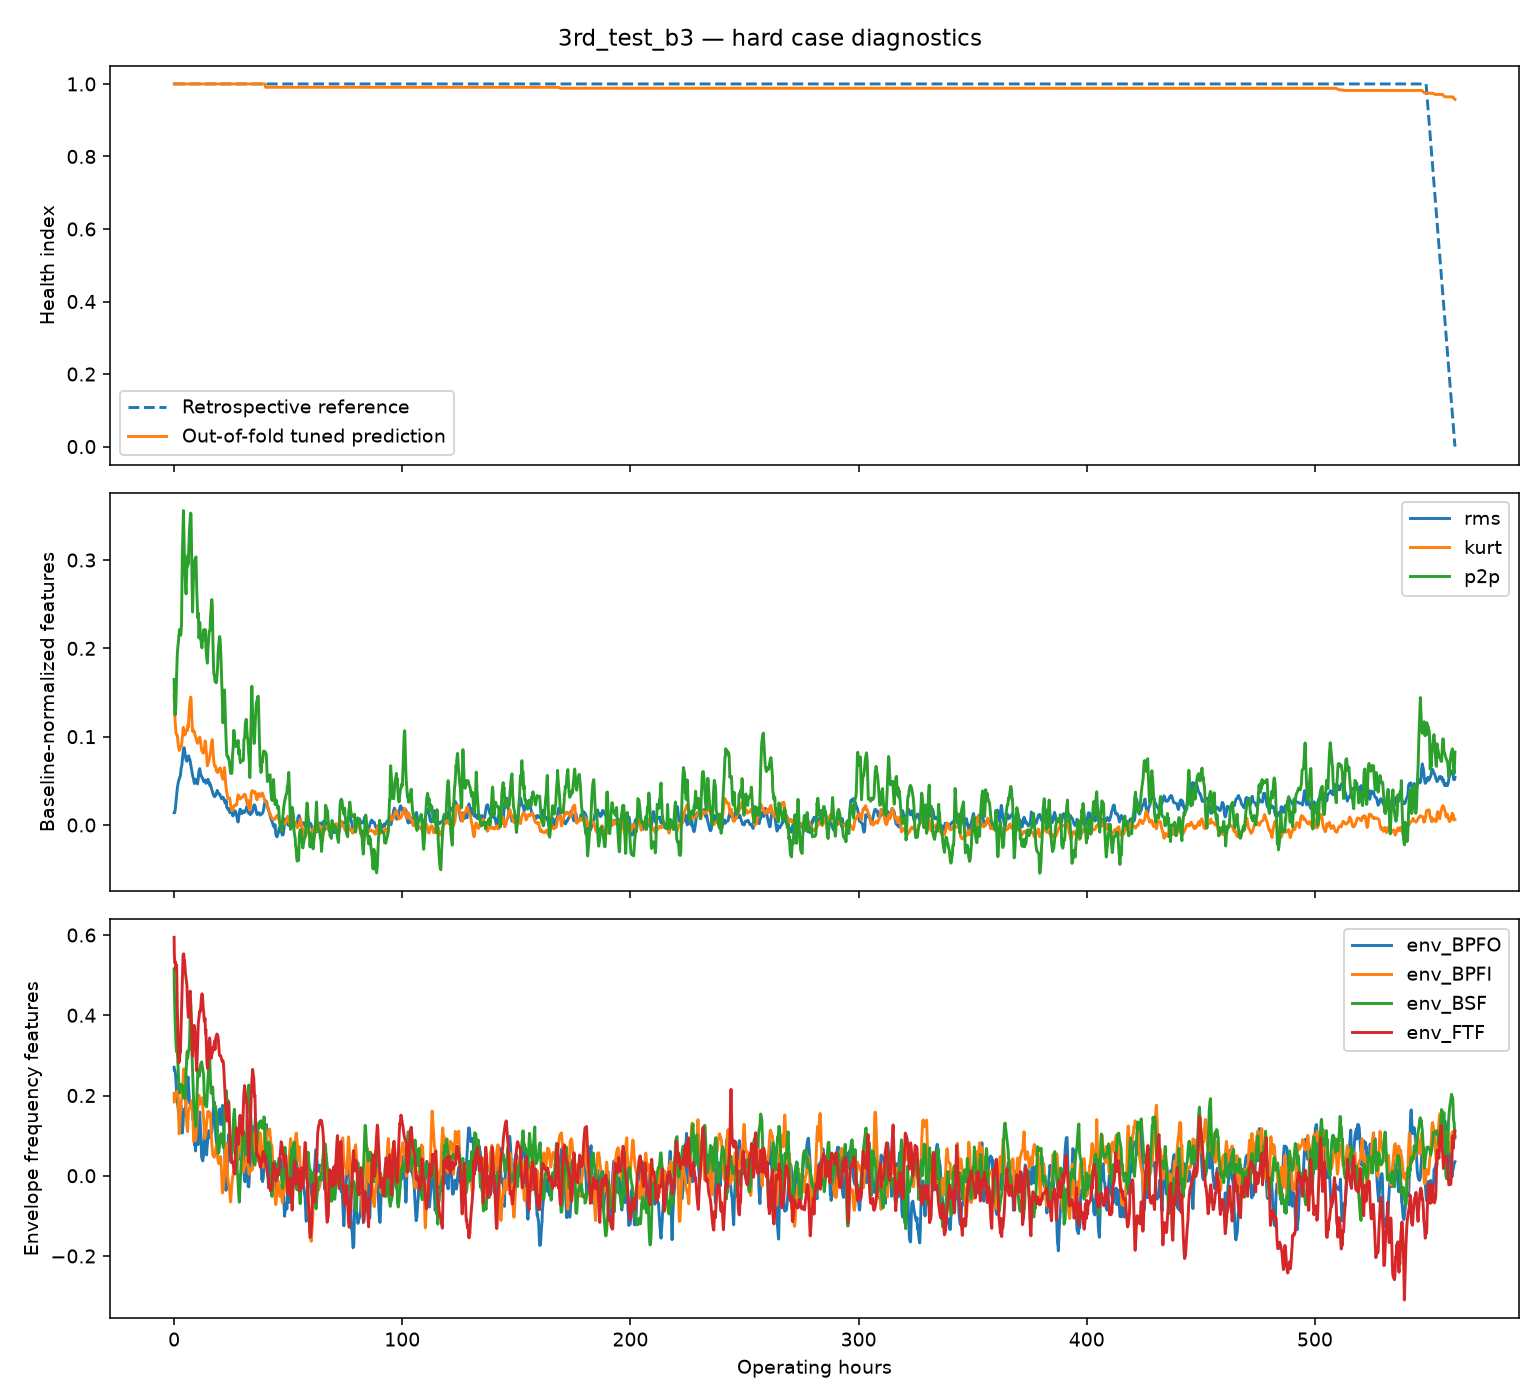 3rd_test_b3 — hard case diagnostics
1.0
0.8
0.6
0.4
0.2
0.0
Health index
Retrospective reference
Out-of-fold tuned prediction
0.3
0.2
0.1
0.0
Baseline-normalized features
rms
kurt
p2p
0.6
0.4
0.2
0.0
−0.2
Envelope frequency features
env_BPFO
env_BPFI
env_BSF
env_FTF
0 100 200 300 400 500
Operating hours